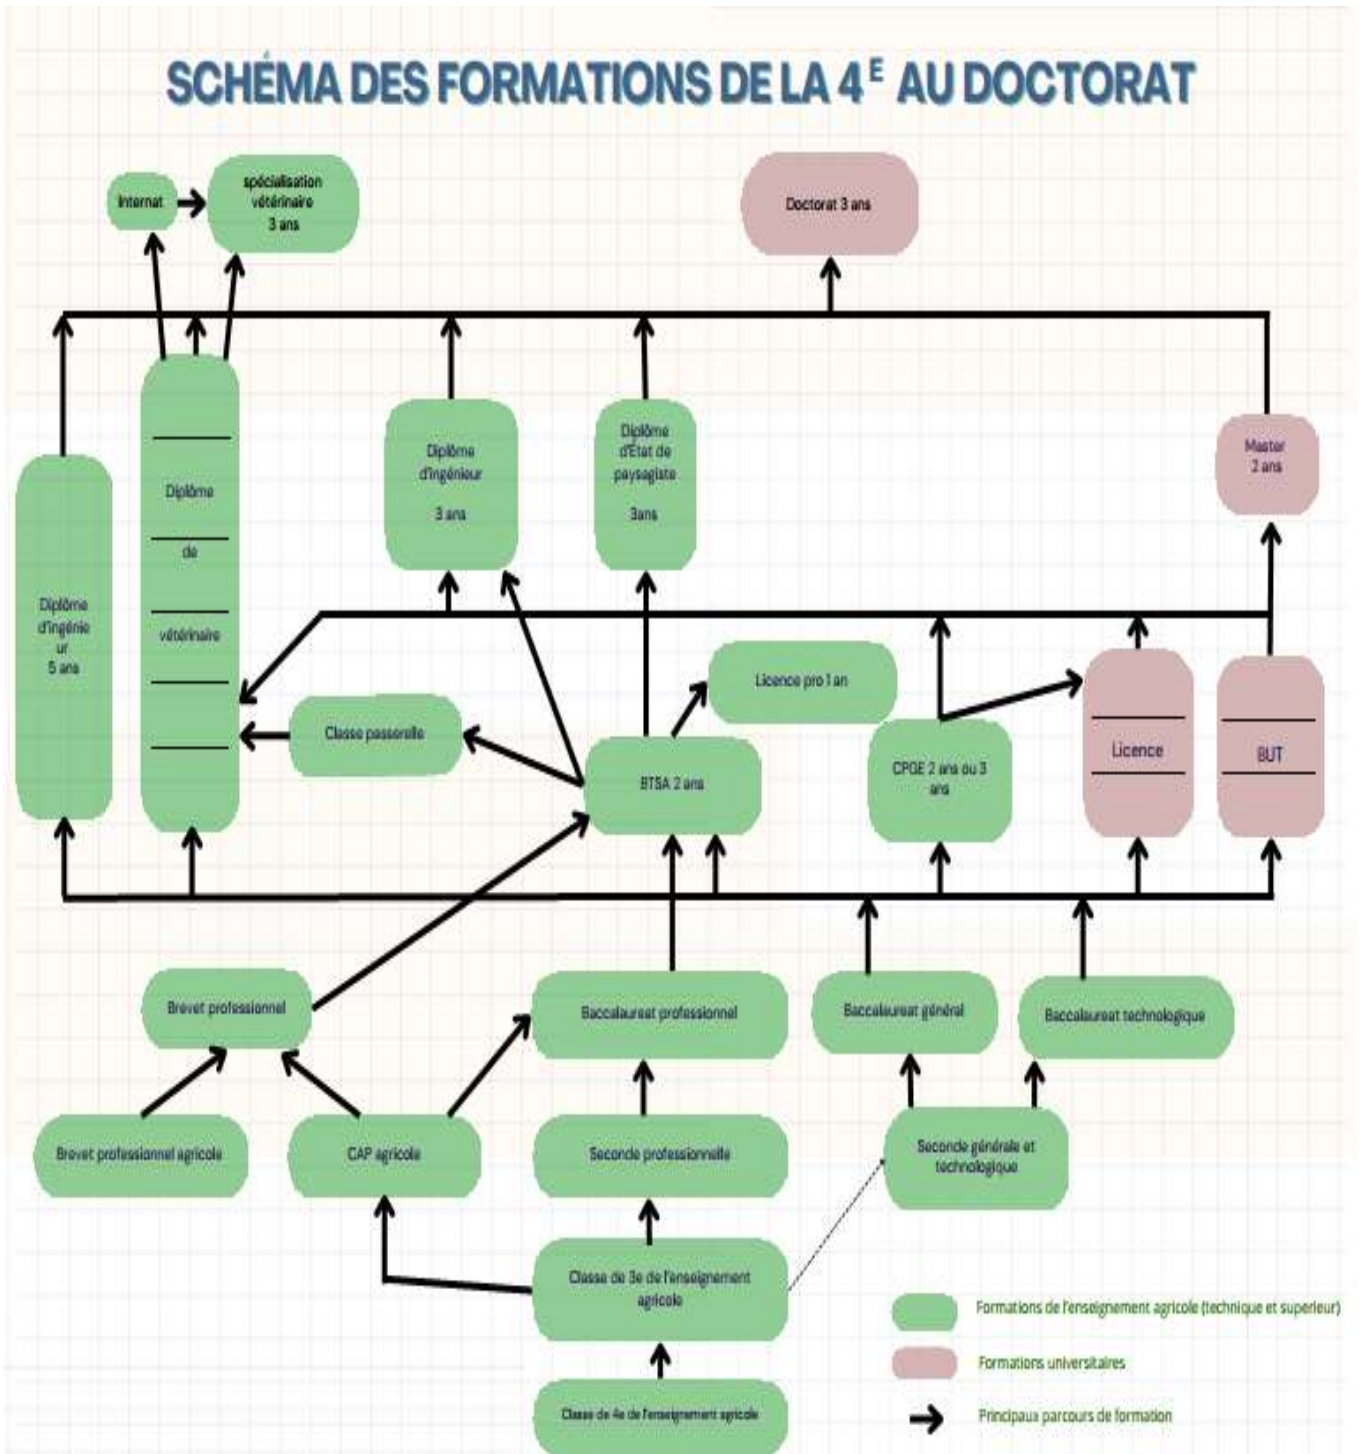 SCHÉMA DES FORMATIONS DE LA 4E AU DOCTORAT
Internat
spécialisation
vétérinaire
3 ans
Doctorat 3 ans
Diplôme
d'ingénie
ur
5 ans
Diplôme
de
vétérinaire
Diplôme
d'ingénieur
3 ans
Diplôme
d'État de
paysagiste
3ans
Master
2 ans
Classe passerelle
Licence pro 1 an
BTSA 2 ans
CPGE 2 ans ou 3
ans
Licence
BUT
Brevet professionnel
Baccalaureat professionnel
Baccalaureat général
Baccalaureat technologique
Brevet professionnel agricole
CAP agricole
Seconde professionnelle
Seconde générale et
technologique
Classe de 3e de l'enseignement
agricole
Classe de 4e de l'enseignement agricole
Formations de l'enseignement agricole (technique et superieur)
Formations universitaires
Principaux parcours de formation